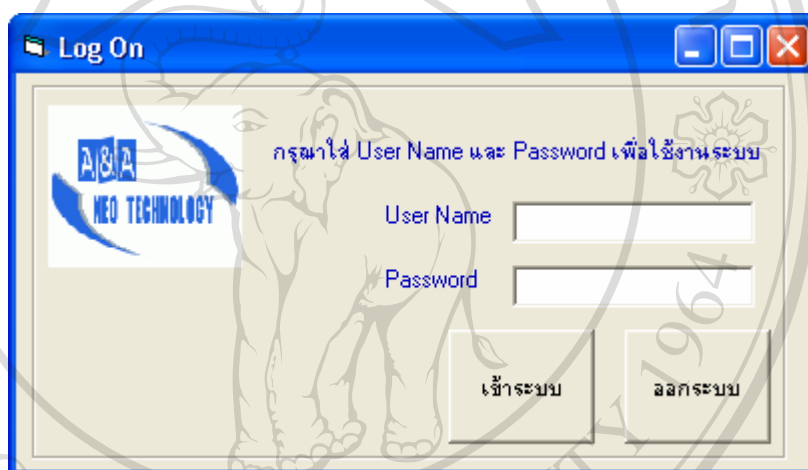 Log On
A&A
NEO TECHNOLOGY
กรุณาใส่ User Name และ Password เพื่อใช้งานระบบ
User Name
Password
เข้าระบบ
ออกระบบ
1964